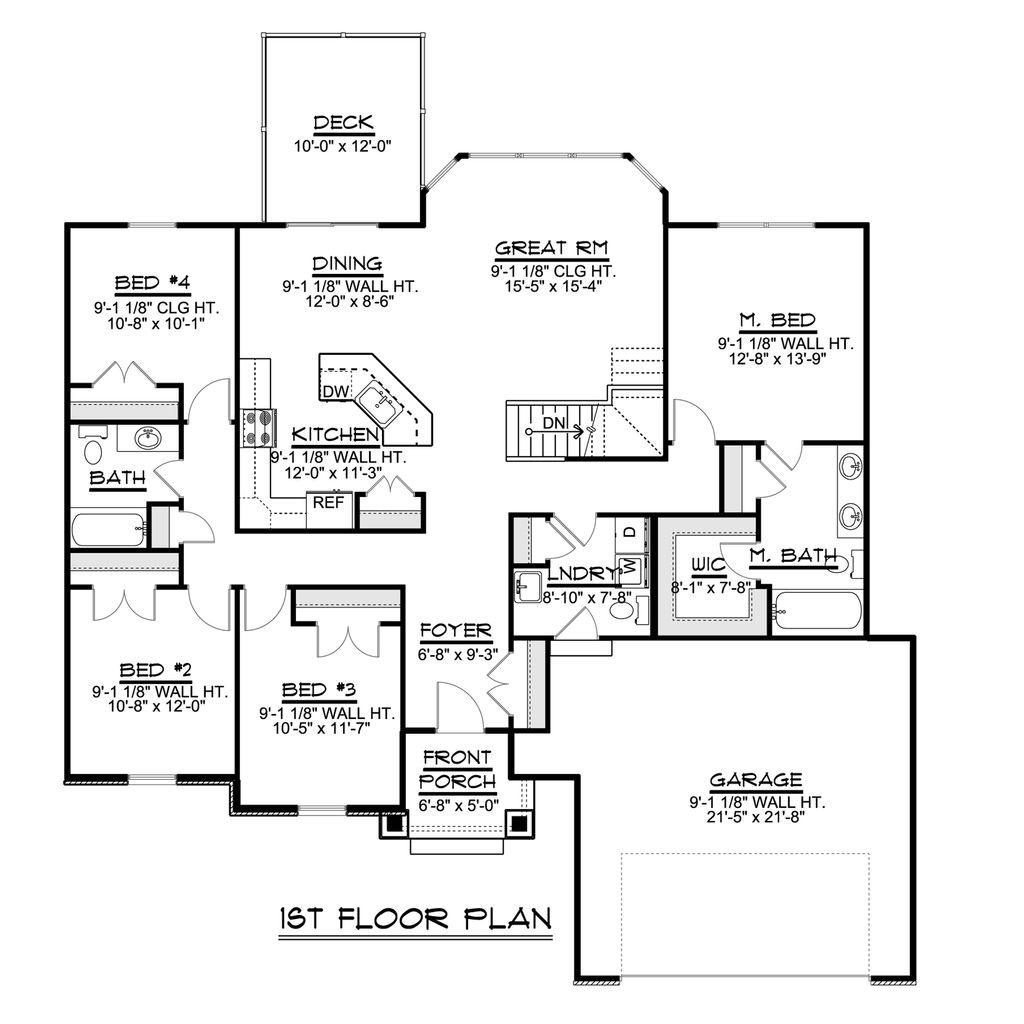 DECK
10'-0" x 12'-0"
GREAT RM
9'-1 1/8" CLG HT.
15'-5" x 15'-4"
DINING
9'-1 1/8" WALL HT.
12'-0" x 8'-6"
BED #4
9'-1 1/8" CLG HT.
10'-8" x 10'-1"
M. BED
9'-1 1/8" WALL HT.
12'-8" x 13'-9"
DW
DN
KITCHEN
9'-1 1/8" WALL HT.
12'-0" x 11'-3"
REF
BATH
D
W
LNDRY
8'-10" x 7'-8"
WIC
8'-1" x 7'-8"
M. BATH
FOYER
6'-8" x 9'-3"
BED #2
9'-1 1/8" WALL HT.
10'-8" x 12'-0"
BED #3
9'-1 1/8" WALL HT.
10'-5" x 11'-7"
FRONT
PORCH
6'-8" x 5'-0"
GARAGE
9'-1 1/8" WALL HT.
21'-5" x 21'-8"
1ST FLOOR PLAN